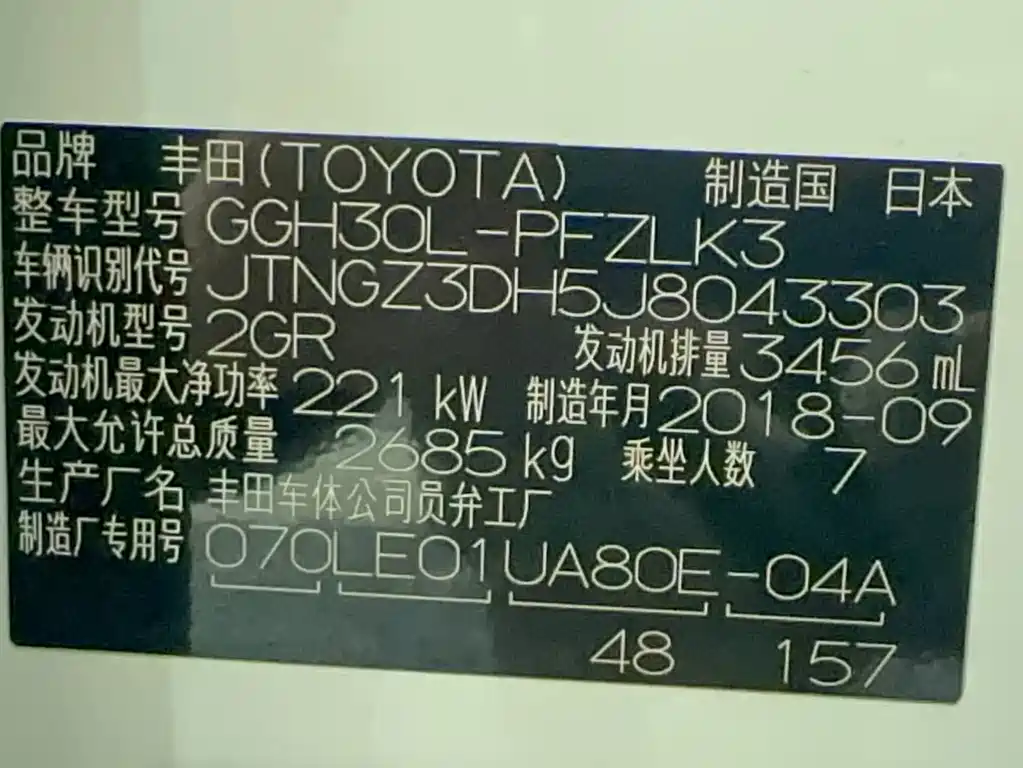 品牌 丰田(TOYOTA) 制造国 日本
整车型号 GGH30L-PFZLK3
车辆识别代号 JTNGZ3DH5J8043303
发动机型号 2GR 发动机排量 3456 mL
发动机最大净功率 221 kW 制造年月 2018-09
最大允许总质量 2685 kg 乘坐人数 7
生产厂名 丰田车体公司员弁工厂
制造厂专用号 070LE01UA80E-04A
48 157